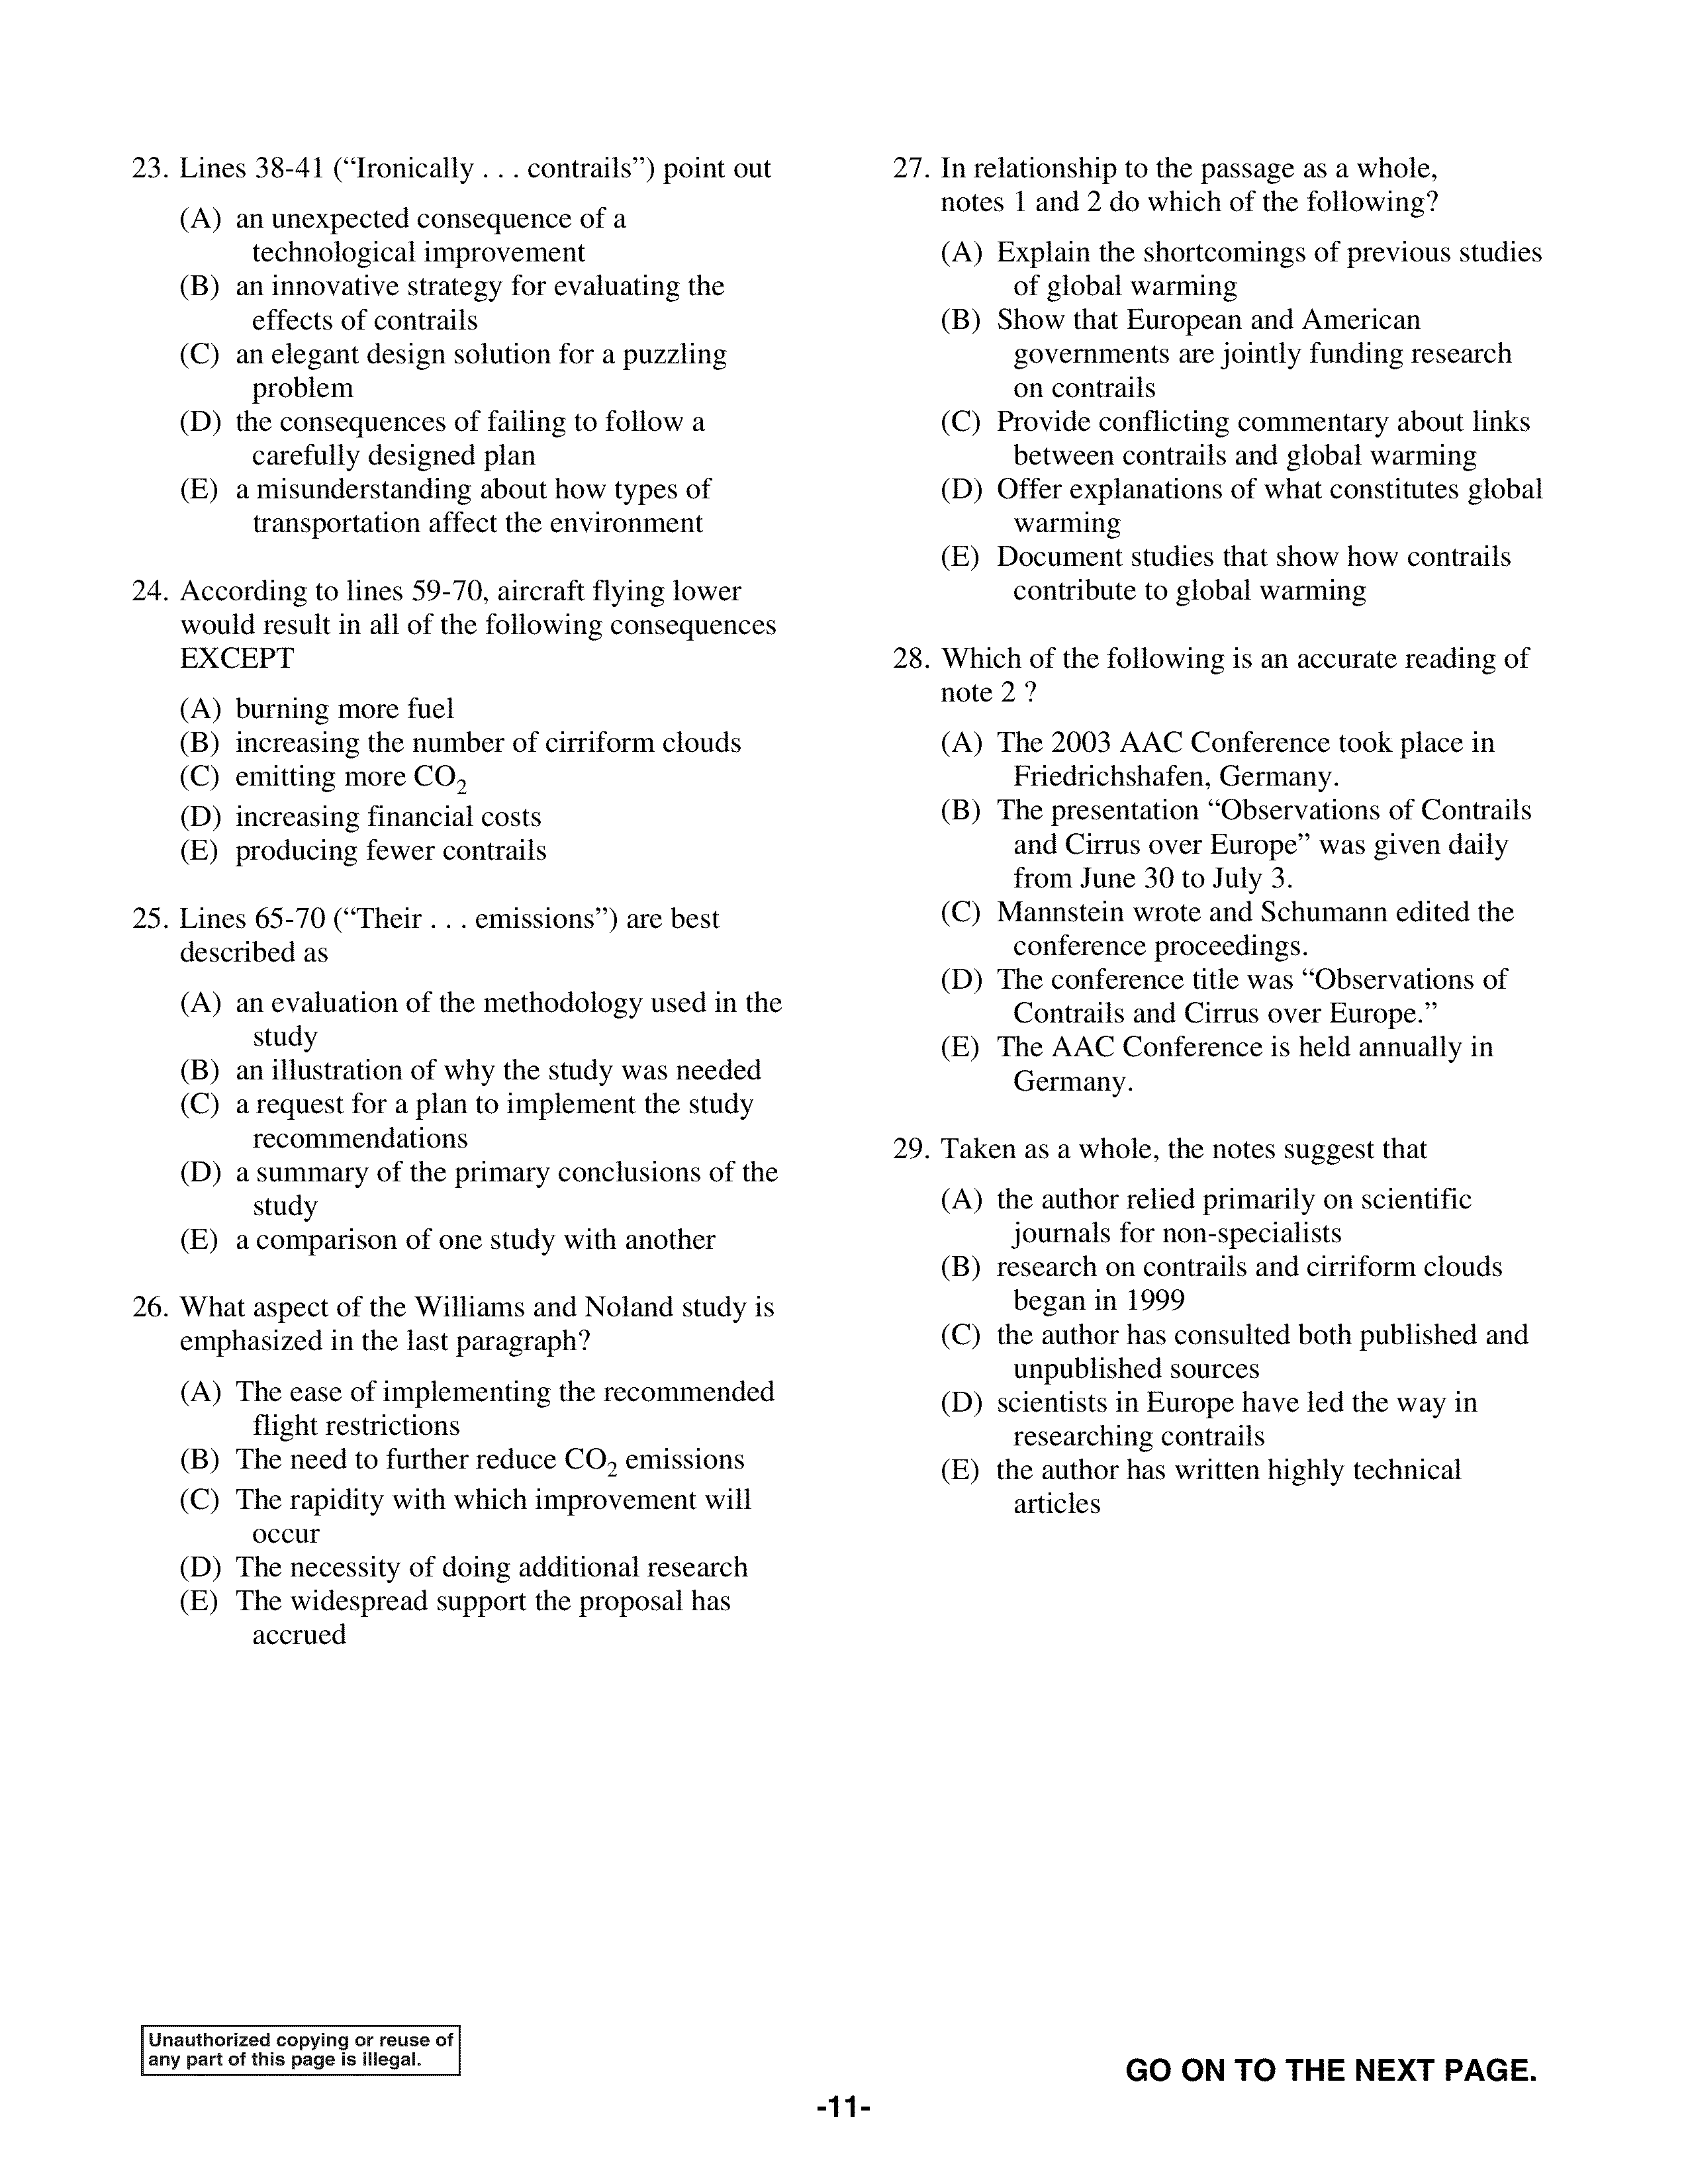 23. Lines 38-41 (“Ironically . . . contrails”) point out
(A) an unexpected consequence of a
technological improvement
(B) an innovative strategy for evaluating the
effects of contrails
(C) an elegant design solution for a puzzling
problem
(D) the consequences of failing to follow a
carefully designed plan
(E) a misunderstanding about how types of
transportation affect the environment
24. According to lines 59-70, aircraft flying lower
would result in all of the following consequences
EXCEPT
(A) burning more fuel
(B) increasing the number of cirriform clouds
(C) emitting more CO₂
(D) increasing financial costs
(E) producing fewer contrails
25. Lines 65-70 (“Their . . . emissions”) are best
described as
(A) an evaluation of the methodology used in the
study
(B) an illustration of why the study was needed
(C) a request for a plan to implement the study
recommendations
(D) a summary of the primary conclusions of the
study
(E) a comparison of one study with another
26. What aspect of the Williams and Noland study is
emphasized in the last paragraph?
(A) The ease of implementing the recommended
flight restrictions
(B) The need to further reduce CO₂ emissions
(C) The rapidity with which improvement will
occur
(D) The necessity of doing additional research
(E) The widespread support the proposal has
accrued
27. In relationship to the passage as a whole,
notes 1 and 2 do which of the following?
(A) Explain the shortcomings of previous studies
of global warming
(B) Show that European and American
governments are jointly funding research
on contrails
(C) Provide conflicting commentary about links
between contrails and global warming
(D) Offer explanations of what constitutes global
warming
(E) Document studies that show how contrails
contribute to global warming
28. Which of the following is an accurate reading of
note 2 ?
(A) The 2003 AAC Conference took place in
Friedrichshafen, Germany.
(B) The presentation “Observations of Contrails
and Cirrus over Europe” was given daily
from June 30 to July 3.
(C) Mannstein wrote and Schumann edited the
conference proceedings.
(D) The conference title was “Observations of
Contrails and Cirrus over Europe.”
(E) The AAC Conference is held annually in
Germany.
29. Taken as a whole, the notes suggest that
(A) the author relied primarily on scientific
journals for non-specialists
(B) research on contrails and cirriform clouds
began in 1999
(C) the author has consulted both published and
unpublished sources
(D) scientists in Europe have led the way in
researching contrails
(E) the author has written highly technical
articles
Unauthorized copying or reuse of
any part of this page is illegal.
GO ON TO THE NEXT PAGE.
-11-